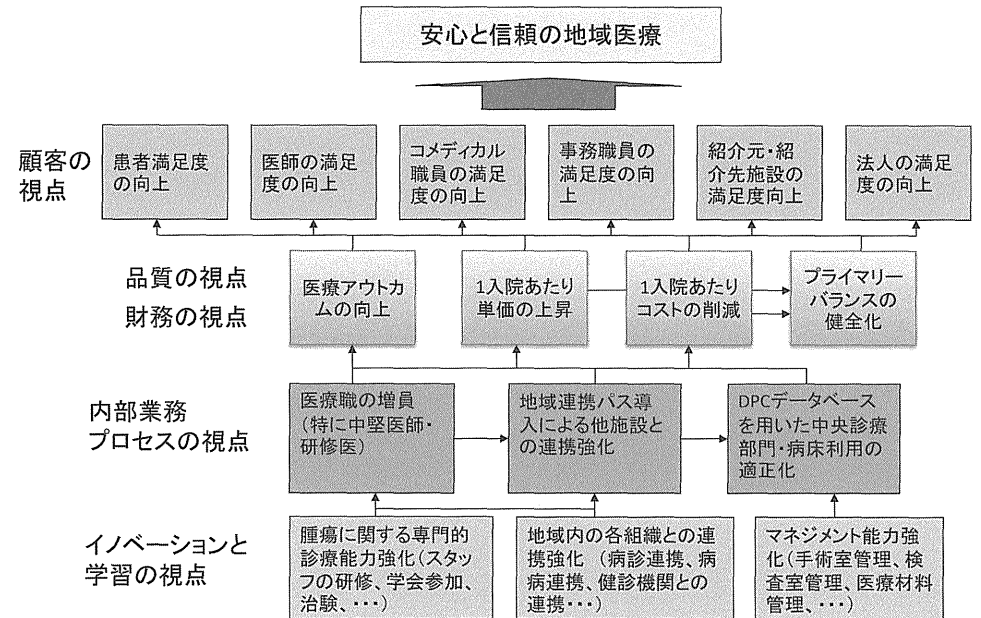 安心と信頼の地域医療
顧客の
視点
患者満足度
の向上
医師の満足
度の向上
コメディカル
職員の満足
度の向上
事務職員の
満足度の向
上
紹介元・紹
介先施設の
満足度向上
法人の満足
度の向上
品質の視点
財務の視点
医療アウトカ
ムの向上
1入院あたり
単価の上昇
1入院あたり
コストの削減
プライマリー
バランスの
健全化
内部業務
プロセスの視点
医療職の増員
(特に中堅医師・
研修医)
地域連携パス導
入による他施設と
の連携強化
DPCデータベース
を用いた中央診療
部門・病床利用の
適正化
イノベーションと
学習の視点
腫瘍に関する専門的
診療能力強化(スタッ
フの研修、学会参加、
治験、・・・)
地域内の各組織との連
携強化 (病診連携、病
病連携、健診機関との
連携・・・)
マネジメント能力強
化(手術室管理、検
査室管理、医療材料
管理、・・・)